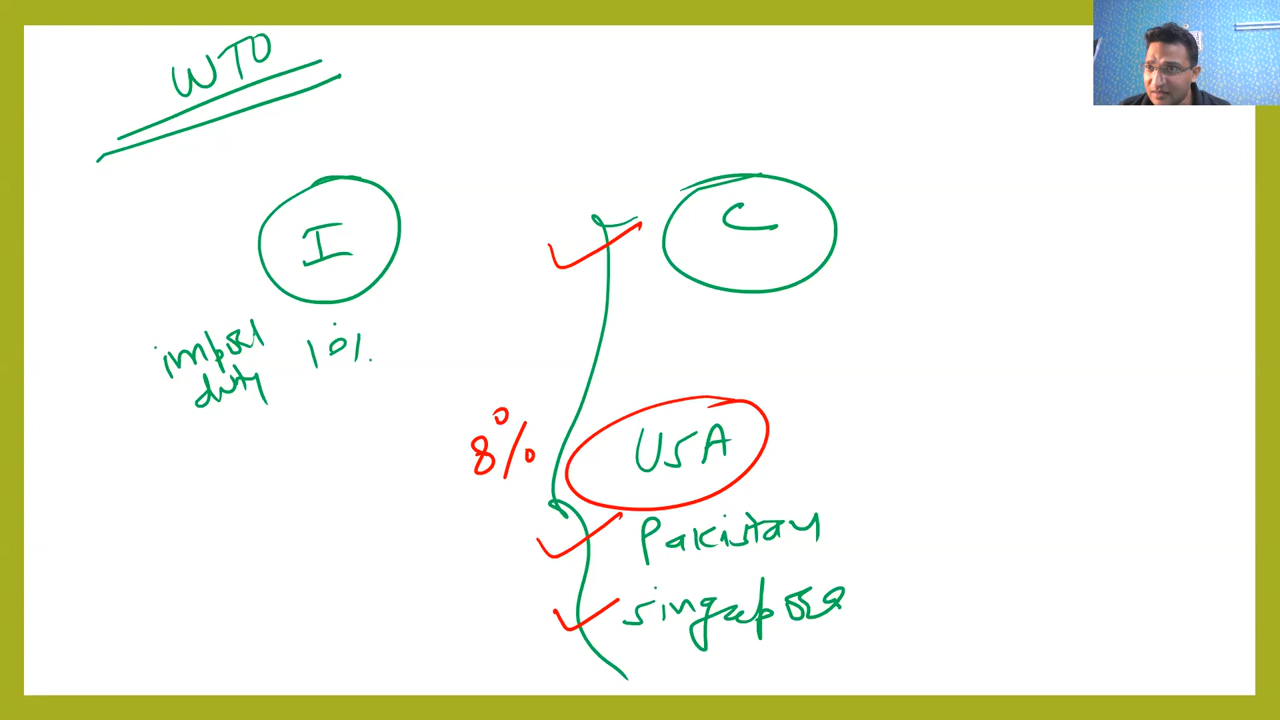 WTO
I
C
import
duty
10%.
8%
USA
Pakistan
singapore